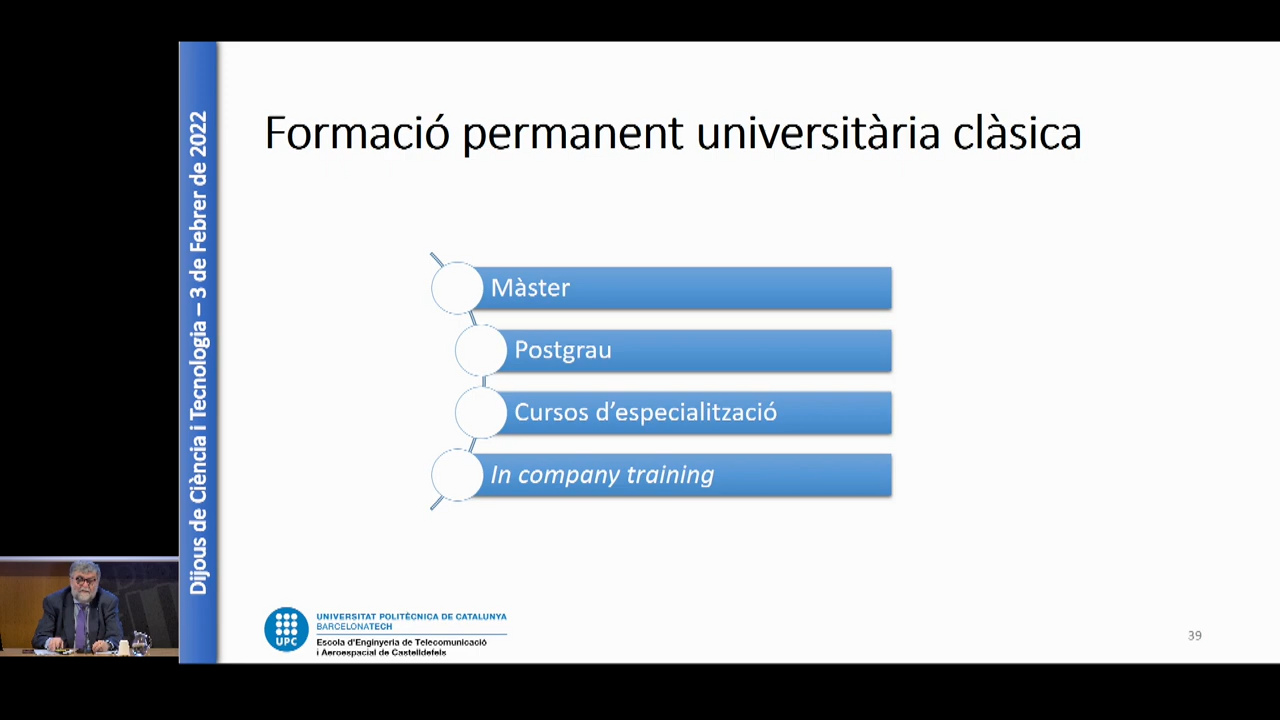 Dijous de Ciència i Tecnologia – 3 de Febrer de 2022
Formació permanent universitària clàsica
Màster
Postgrau
Cursos d’especialització
In company training
UPC
UNIVERSITAT POLITÈCNICA DE CATALUNYA
BARCELONATECH
Escola d'Enginyeria de Telecomunicació
i Aeroespacial de Castelldefels
39